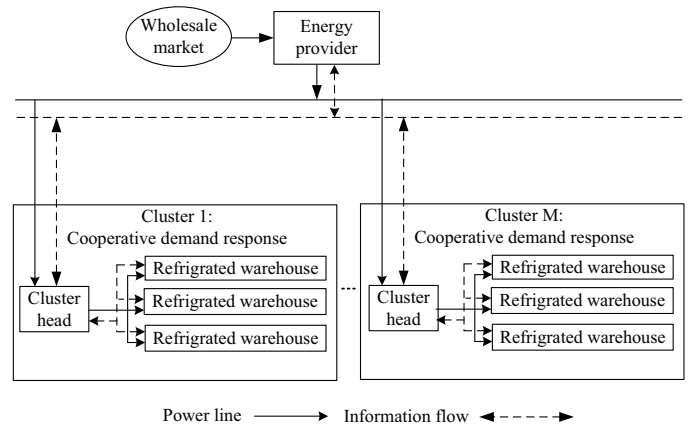 Wholesale
market
Energy
provider
Cluster 1:
Cooperative demand response
Cluster
head
Refrigrated warehouse
Refrigrated warehouse
Refrigrated warehouse
...
Cluster M:
Cooperative demand response
Cluster
head
Refrigrated warehouse
Refrigrated warehouse
Refrigrated warehouse
Power line
Information flow